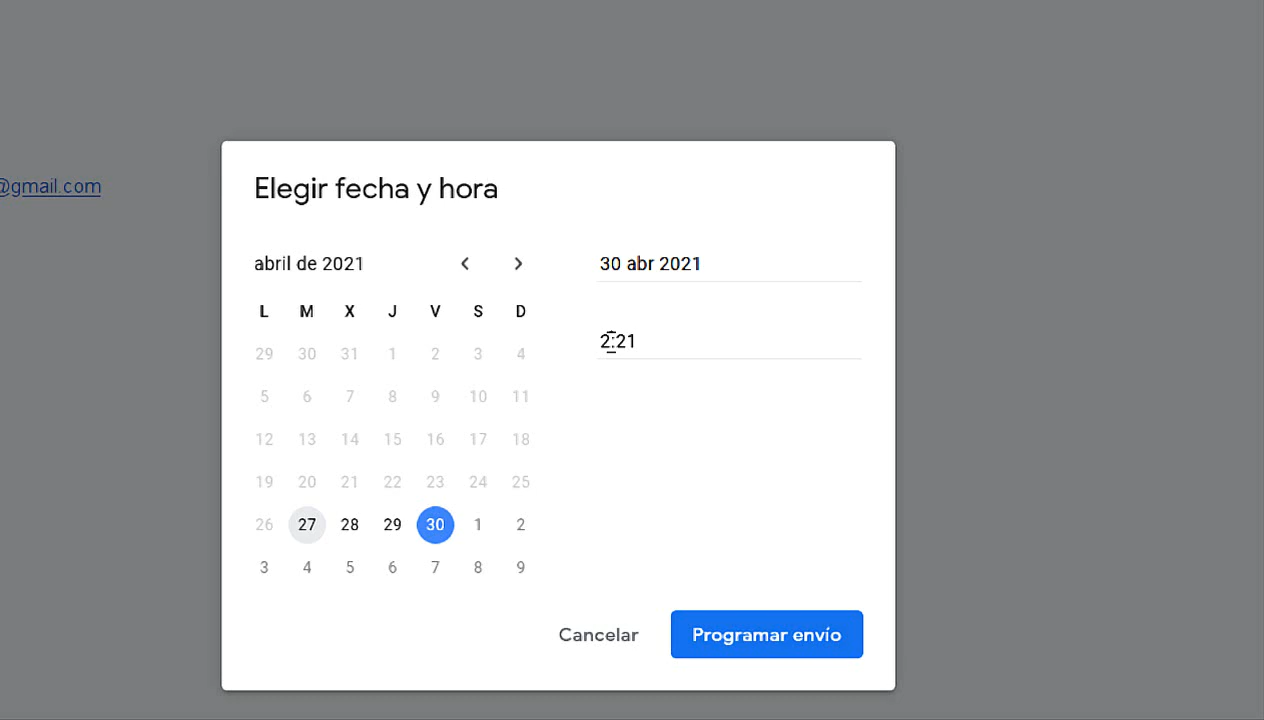 @gmail.com
Elegir fecha y hora
abril de 2021
30 abr 2021
L M X J V S D
29 30 31 1 2 3 4
2:21
5 6 7 8 9 10 11
12 13 14 15 16 17 18
19 20 21 22 23 24 25
26 27 28 29 30 1 2
3 4 5 6 7 8 9
Cancelar
Programar envío